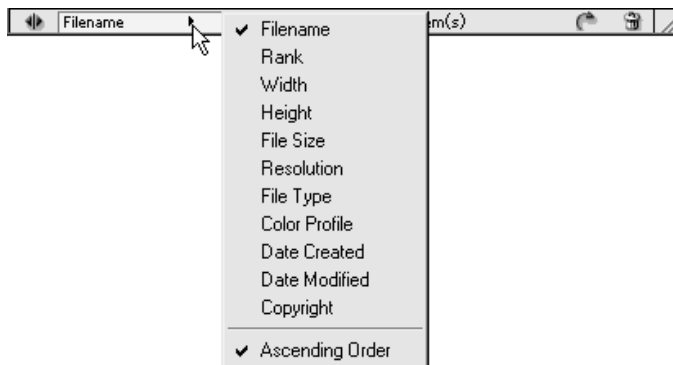 Filename
em(s)
Filename
Rank
Width
Height
File Size
Resolution
File Type
Color Profile
Date Created
Date Modified
Copyright
Ascending Order